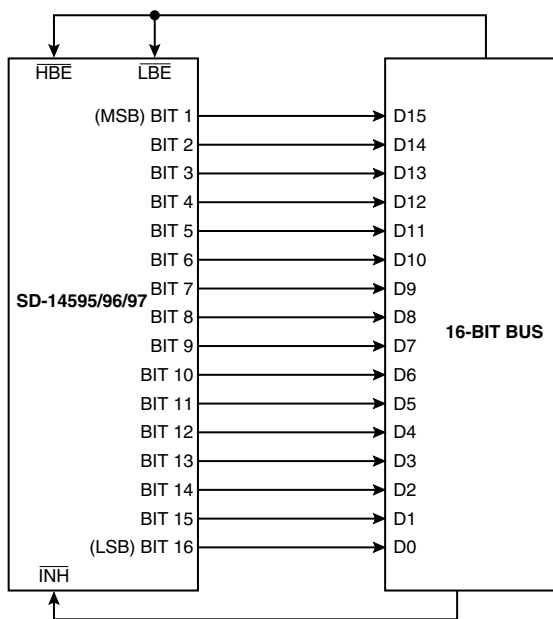 H̅B̅E̅ L̅B̅E̅
(MSB) BIT 1 D15
BIT 2 D14
BIT 3 D13
BIT 4 D12
BIT 5 D11
BIT 6 D10
BIT 7 D9
SD-14595/96/97
BIT 8 D8
16-BIT BUS
BIT 9 D7
BIT 10 D6
BIT 11 D5
BIT 12 D4
BIT 13 D3
BIT 14 D2
BIT 15 D1
(LSB) BIT 16 D0
I̅N̅H̅